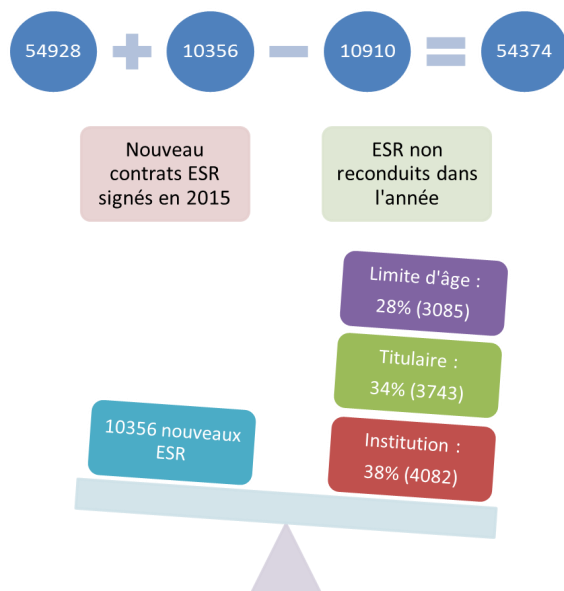 54928 + 10356 − 10910 = 54374
Nouveau
contrats ESR
signés en 2015
ESR non
reconduits dans
l'année
Limite d'âge :
28% (3085)
Titulaire :
34% (3743)
10356 nouveaux
ESR
Institution :
38% (4082)